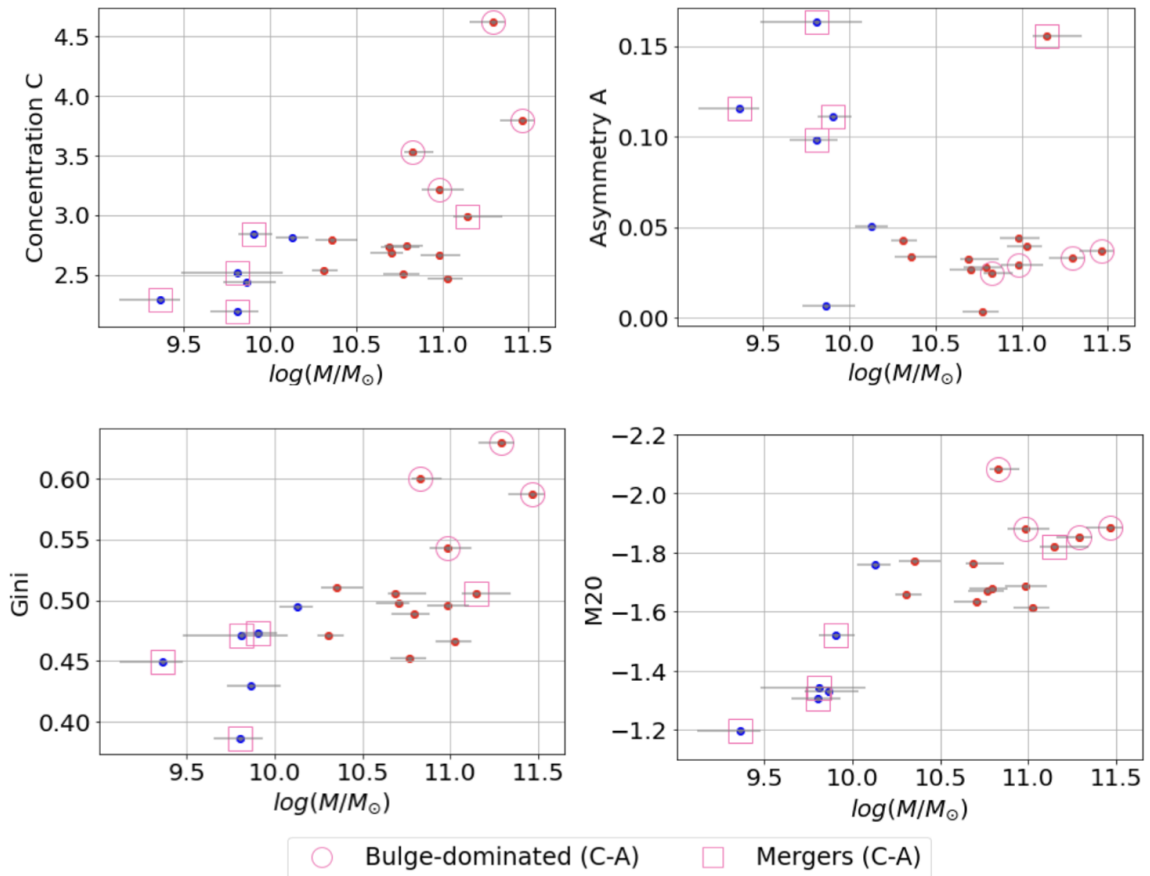 Concentration C
4.5
4.0
3.5
3.0
2.5
9.5 10.0 10.5 11.0 11.5
log(M/M⊙)
Asymmetry A
0.15
0.10
0.05
0.00
9.5 10.0 10.5 11.0 11.5
log(M/M⊙)
Gini
0.60
0.55
0.50
0.45
0.40
9.5 10.0 10.5 11.0 11.5
log(M/M⊙)
M20
−2.2
−2.0
−1.8
−1.6
−1.4
−1.2
9.5 10.0 10.5 11.0 11.5
log(M/M⊙)
Bulge-dominated (C-A) Mergers (C-A)